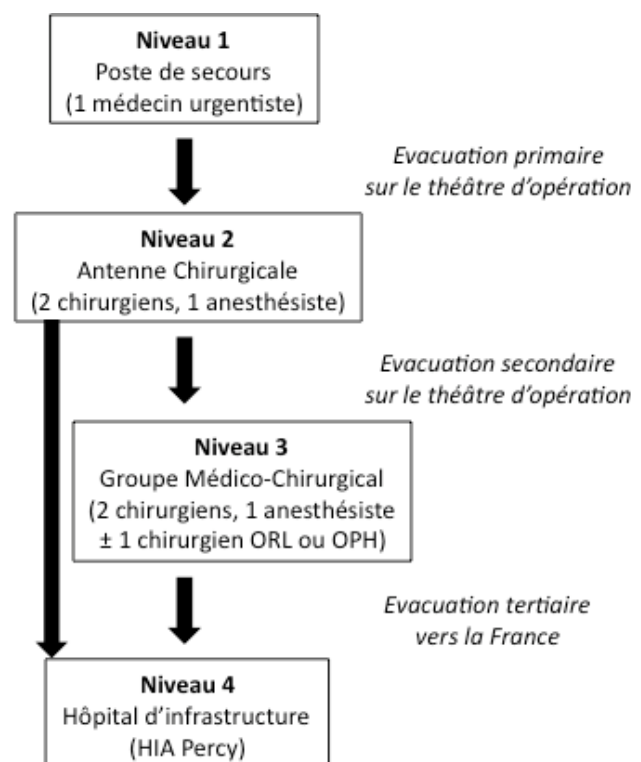 Niveau 1
Poste de secours
(1 médecin urgentiste)
Evacuation primaire
sur le théâtre d’opération
Niveau 2
Antenne Chirurgicale
(2 chirurgiens, 1 anesthésiste)
Evacuation secondaire
sur le théâtre d’opération
Niveau 3
Groupe Médico-Chirurgical
(2 chirurgiens, 1 anesthésiste
± 1 chirurgien ORL ou OPH)
Evacuation tertiaire
vers la France
Niveau 4
Hôpital d’infrastructure
(HIA Percy)